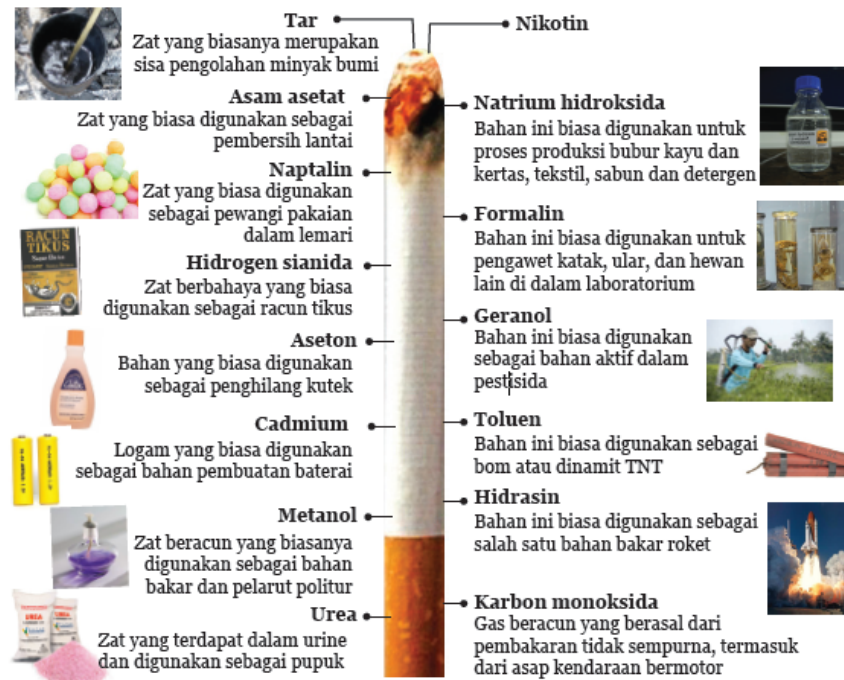 Tar
Zat yang biasanya merupakan
sisa pengolahan minyak bumi
Asam asetat
Zat yang biasa digunakan sebagai
pembersih lantai
Naptalin
Zat yang biasa digunakan
sebagai pewangi pakaian
dalam lemari
RACUN
TIKUS
Hidrogen sianida
Zat berbahaya yang biasa
digunakan sebagai racun tikus
Aseton
Bahan yang biasa digunakan
sebagai penghilang kutek
Cadmium
Logam yang biasa digunakan
sebagai bahan pembuatan baterai
Metanol
Zat beracun yang biasanya
digunakan sebagai bahan
bakar dan pelarut politur
Urea
Zat yang terdapat dalam urine
dan digunakan sebagai pupuk
UREA
Nikotin
Natrium hidroksida
Bahan ini biasa digunakan untuk
proses produksi bubur kayu dan
kertas, tekstil, sabun dan detergen
Formalin
Bahan ini biasa digunakan untuk
pengawet katak, ular, dan hewan
lain di dalam laboratorium
Geranol
Bahan ini biasa digunakan
sebagai bahan aktif dalam
pestisida
Toluen
Bahan ini biasa digunakan sebagai
bom atau dinamit TNT
Hidrasin
Bahan ini biasa digunakan sebagai
salah satu bahan bakar roket
Karbon monoksida
Gas beracun yang berasal dari
pembakaran tidak sempurna, termasuk
dari asap kendaraan bermotor